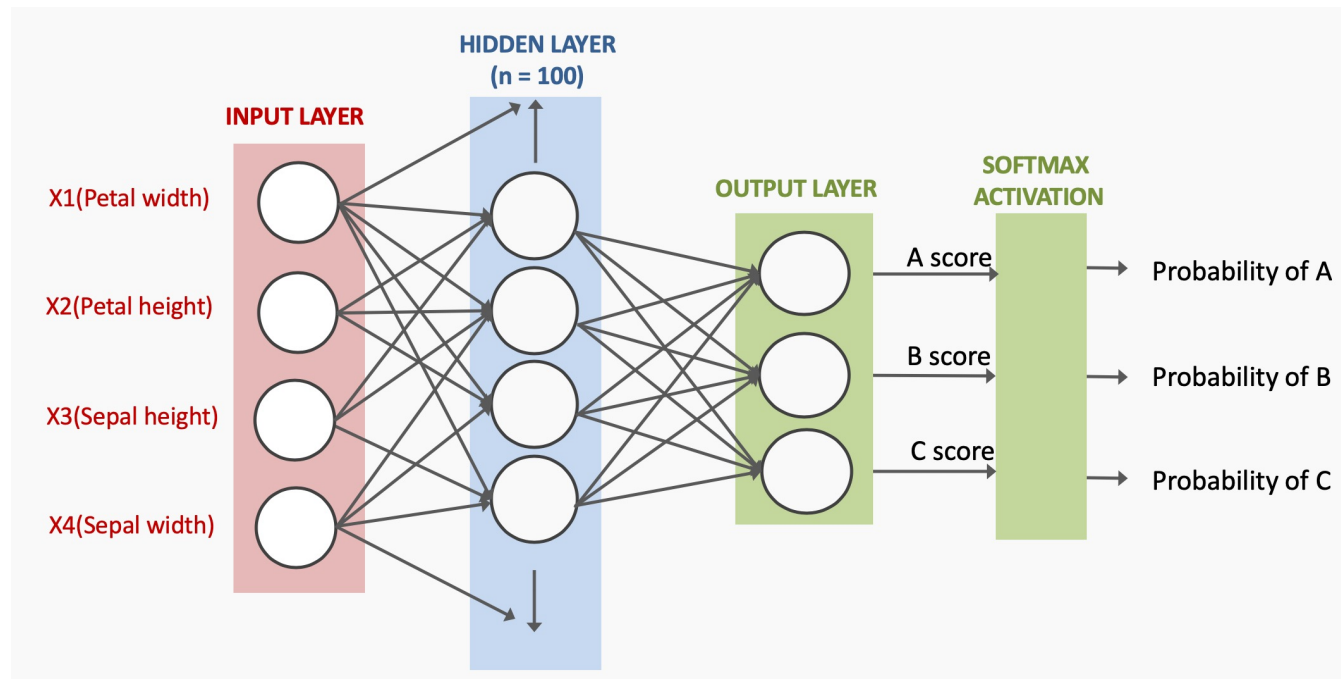 HIDDEN LAYER
(n = 100)
INPUT LAYER
X1(Petal width)
X2(Petal height)
X3(Sepal height)
X4(Sepal width)
OUTPUT LAYER
SOFTMAX
ACTIVATION
A score
B score
C score
Probability of A
Probability of B
Probability of C